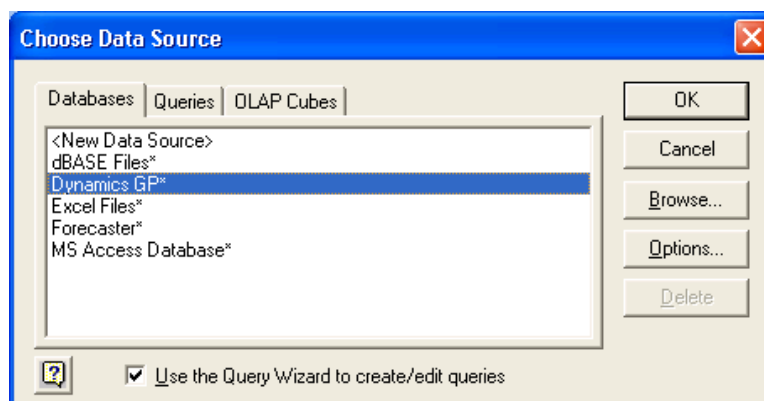 Choose Data Source
Databases Queries OLAP Cubes
<New Data Source>
dBASE Files*
Dynamics GP*
Excel Files*
Forecaster*
MS Access Database*
OK
Cancel
Browse...
Options...
Delete
Use the Query Wizard to create/edit queries